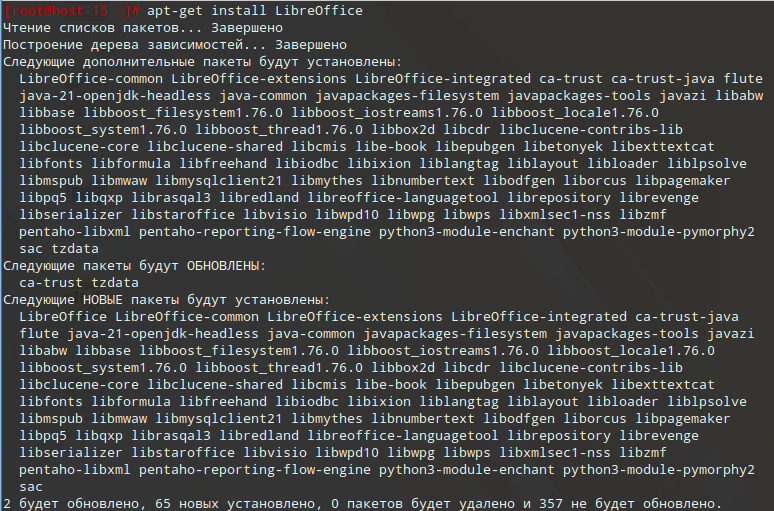 [root@host-15 ~]# apt-get install LibreOffice
Чтение списков пакетов... Завершено
Построение дерева зависимостей... Завершено
Следующие дополнительные пакеты будут установлены:
LibreOffice-common LibreOffice-extensions LibreOffice-integrated ca-trust ca-trust-java flute
java-21-openjdk-headless java-common javapackages-filesystem javapackages-tools javazi libabw
libbase libboost_filesystem1.76.0 libboost_iostreams1.76.0 libboost_locale1.76.0
libboost_system1.76.0 libboost_thread1.76.0 libbox2d libcdr libclucene-contribs-lib
libclucene-core libclucene-shared libcmis libe-book libepubgen libetonyek libexttextcat
libfonts libformula libfreehand libiodbc libixion liblangtag liblayout libloader liblpsolve
libmspub libmwaw libmysqlclient21 libmythes libnumbertext libodfgen liborcus libpagemaker
libpq5 libqxp librasqal3 libredland libreoffice-languagetool librepository librevenge
libserializer libstaroffice libvisio libwpd10 libwpg libwps libxmlsec1-nss libzmf
pentaho-libxml pentaho-reporting-flow-engine python3-module-enchant python3-module-pymorphy2
sac tzdata
Следующие пакеты будут ОБНОВЛЕНЫ:
ca-trust tzdata
Следующие НОВЫЕ пакеты будут установлены:
LibreOffice LibreOffice-common LibreOffice-extensions LibreOffice-integrated ca-trust-java
flute java-21-openjdk-headless java-common javapackages-filesystem javapackages-tools javazi
libabw libbase libboost_filesystem1.76.0 libboost_iostreams1.76.0 libboost_locale1.76.0
libboost_system1.76.0 libboost_thread1.76.0 libbox2d libcdr libclucene-contribs-lib
libclucene-core libclucene-shared libcmis libe-book libepubgen libetonyek libexttextcat
libfonts libformula libfreehand libiodbc libixion liblangtag liblayout libloader liblpsolve
libmspub libmwaw libmysqlclient21 libmythes libnumbertext libodfgen liborcus libpagemaker
libpq5 libqxp librasqal3 libredland libreoffice-languagetool librepository librevenge
libserializer libstaroffice libvisio libwpd10 libwpg libwps libxmlsec1-nss libzmf
pentaho-libxml pentaho-reporting-flow-engine python3-module-enchant python3-module-pymorphy2
sac
2 будет обновлено, 65 новых установлено, 0 пакетов будет удалено и 357 не будет обновлено.